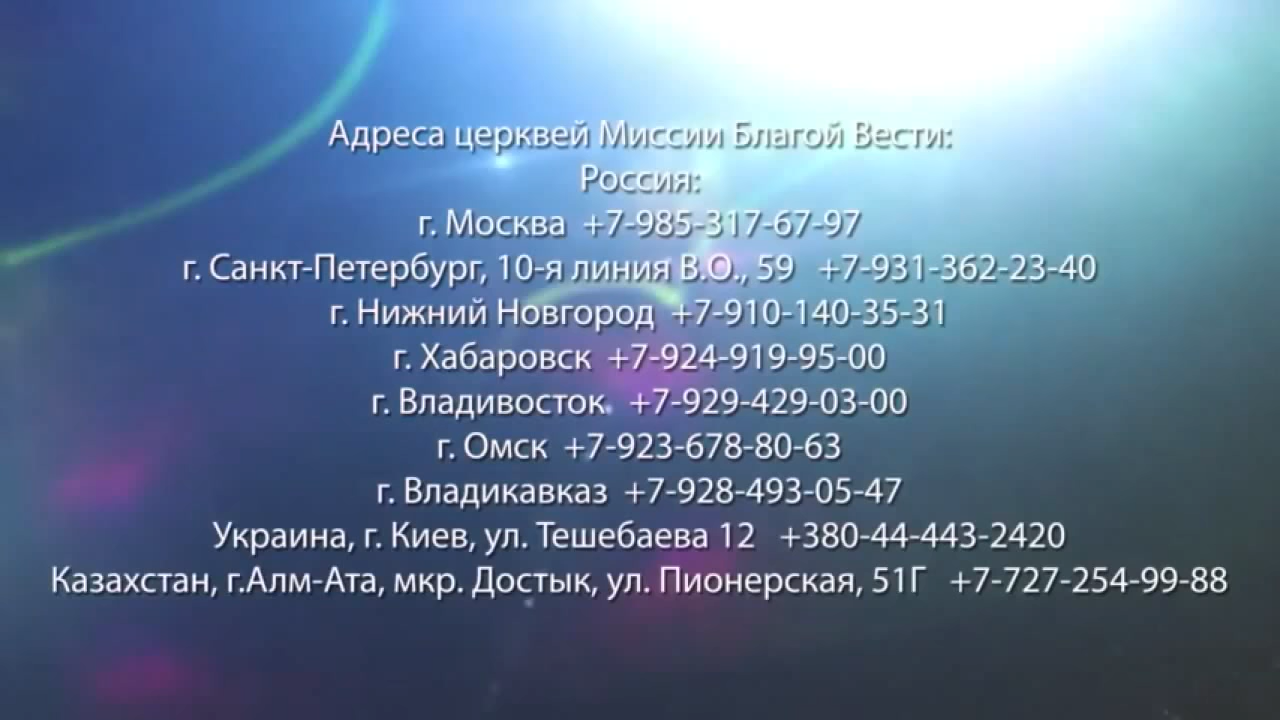 Адреса церквей Миссии Благой Вести:
Россия:
г. Москва +7-985-317-67-97
г. Санкт-Петербург, 10-я линия В.О., 59 +7-931-362-23-40
г. Нижний Новгород +7-910-140-35-31
г. Хабаровск +7-924-919-95-00
г. Владивосток +7-929-429-03-00
г. Омск +7-923-678-80-63
г. Владикавказ +7-928-493-05-47
Украина, г. Киев, ул. Тешебаева 12 +380-44-443-2420
Казахстан, г.Алм-Ата, мкр. Достык, ул. Пионерская, 51Г +7-727-254-99-88